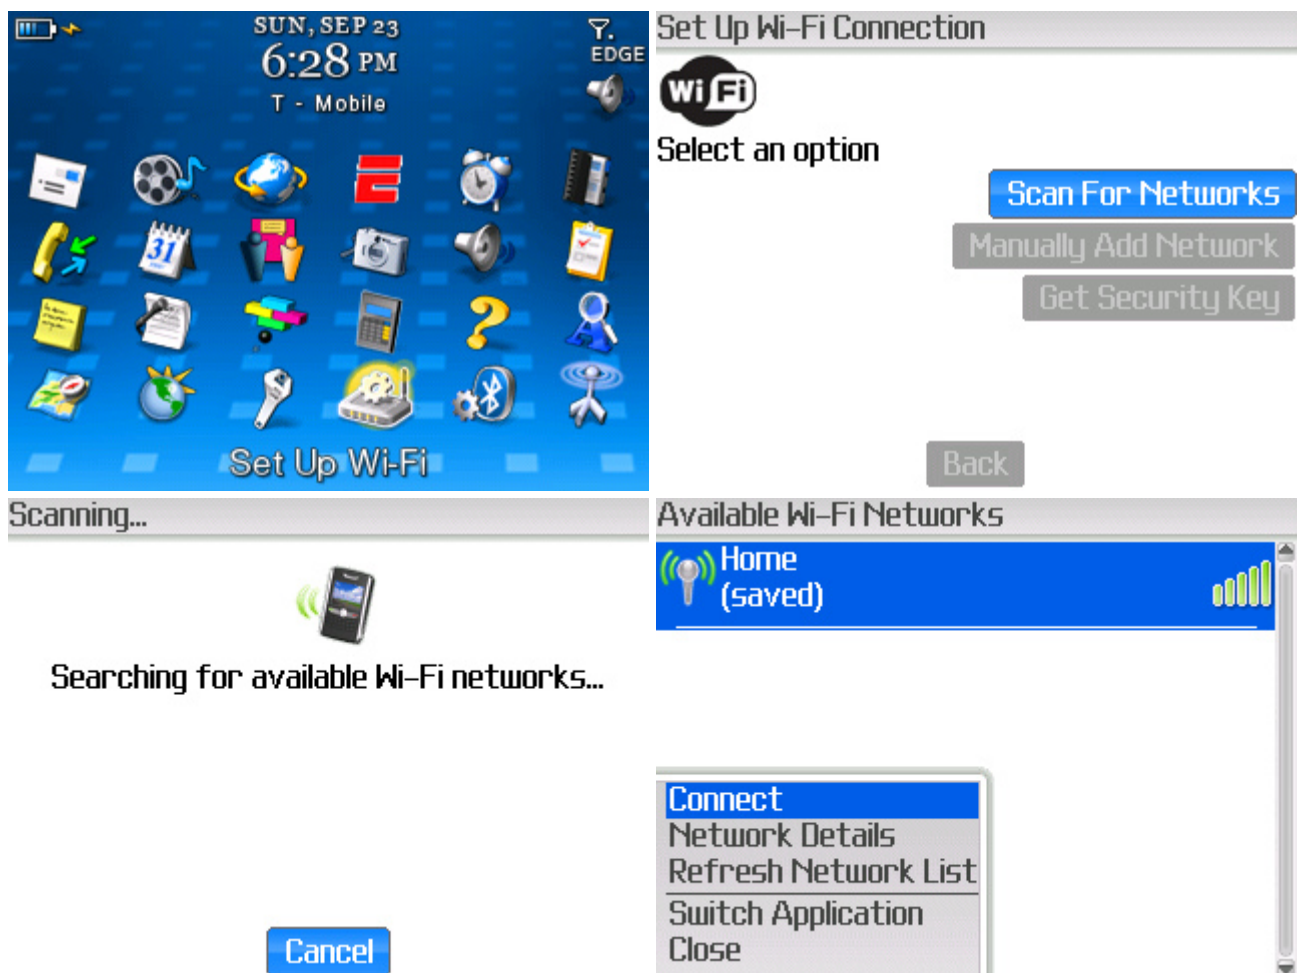 SUN, SEP 23
6:28 PM
T - Mobile
EDGE
31
Set Up Wi-Fi
Set Up Wi-Fi Connection
Wi Fi
Select an option
Scan For Networks
Manually Add Network
Get Security Key
Back
Scanning...
Searching for available Wi-Fi networks...
Cancel
Available Wi-Fi Networks
Home
(saved)
Connect
Network Details
Refresh Network List
Switch Application
Close